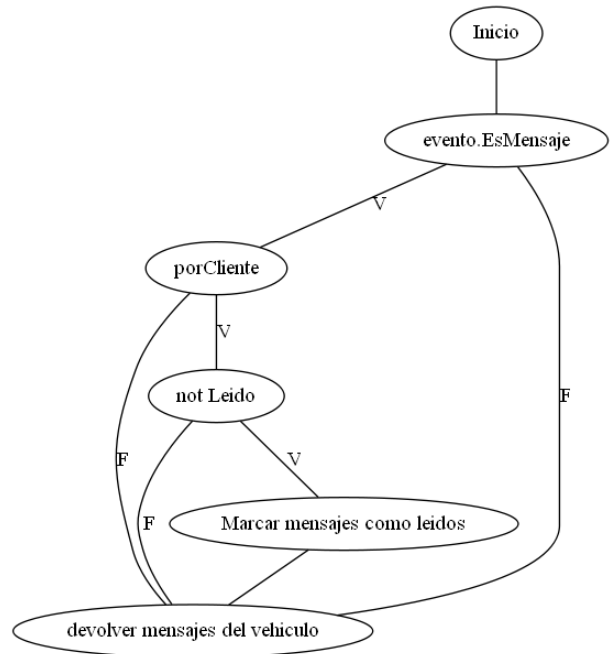 Inicio
evento.EsMensaje
V
porCliente
V
not Leido
F
V
F
F
Marcar mensajes como leidos
devolver mensajes del vehiculo